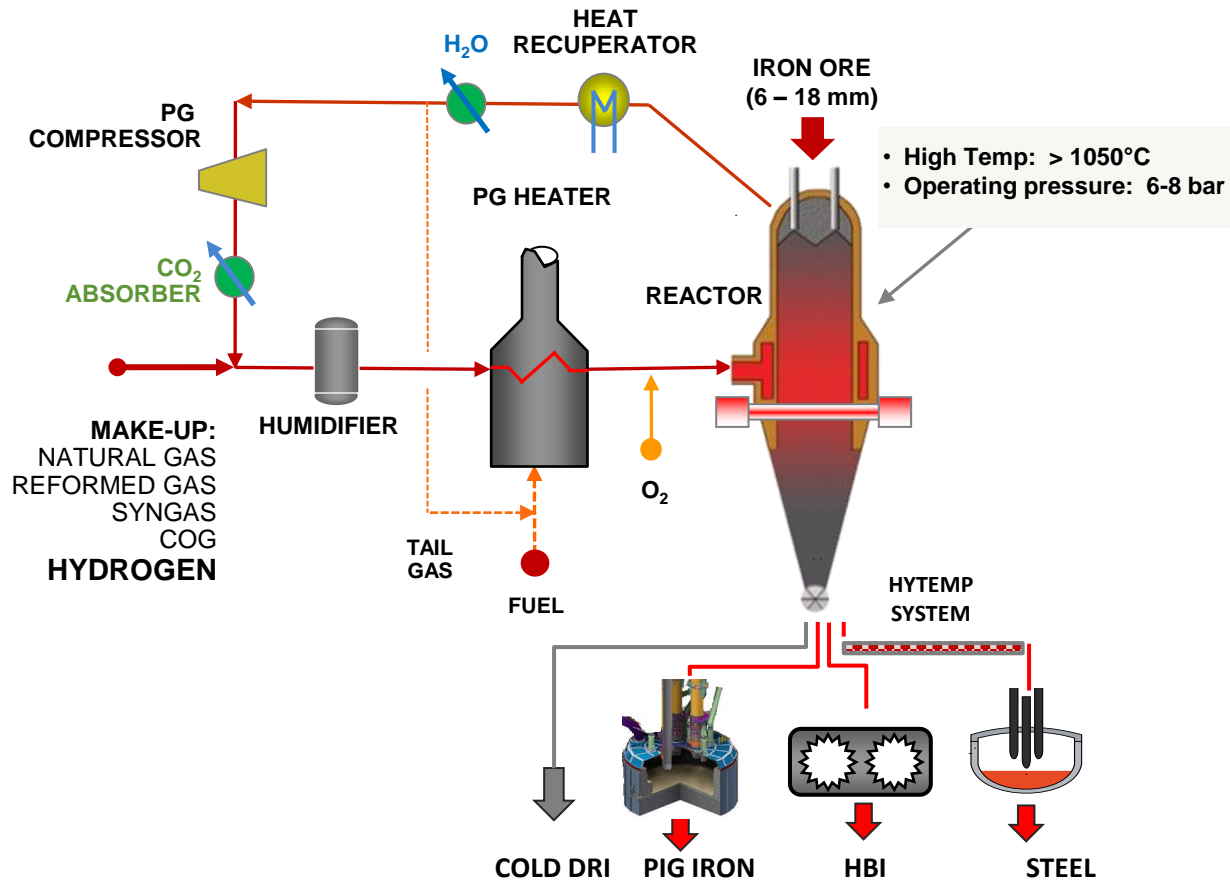 HEAT
RECUPERATOR
H₂O
IRON ORE
(6 – 18 mm)
PG
COMPRESSOR
• High Temp: > 1050°C
• Operating pressure: 6-8 bar
PG HEATER
CO₂
ABSORBER
REACTOR
HUMIDIFIER
MAKE-UP:
NATURAL GAS
REFORMED GAS
SYNGAS
COG
HYDROGEN
O₂
TAIL
GAS
FUEL
HYTEMP
SYSTEM
COLD DRI
PIG IRON
HBI
STEEL